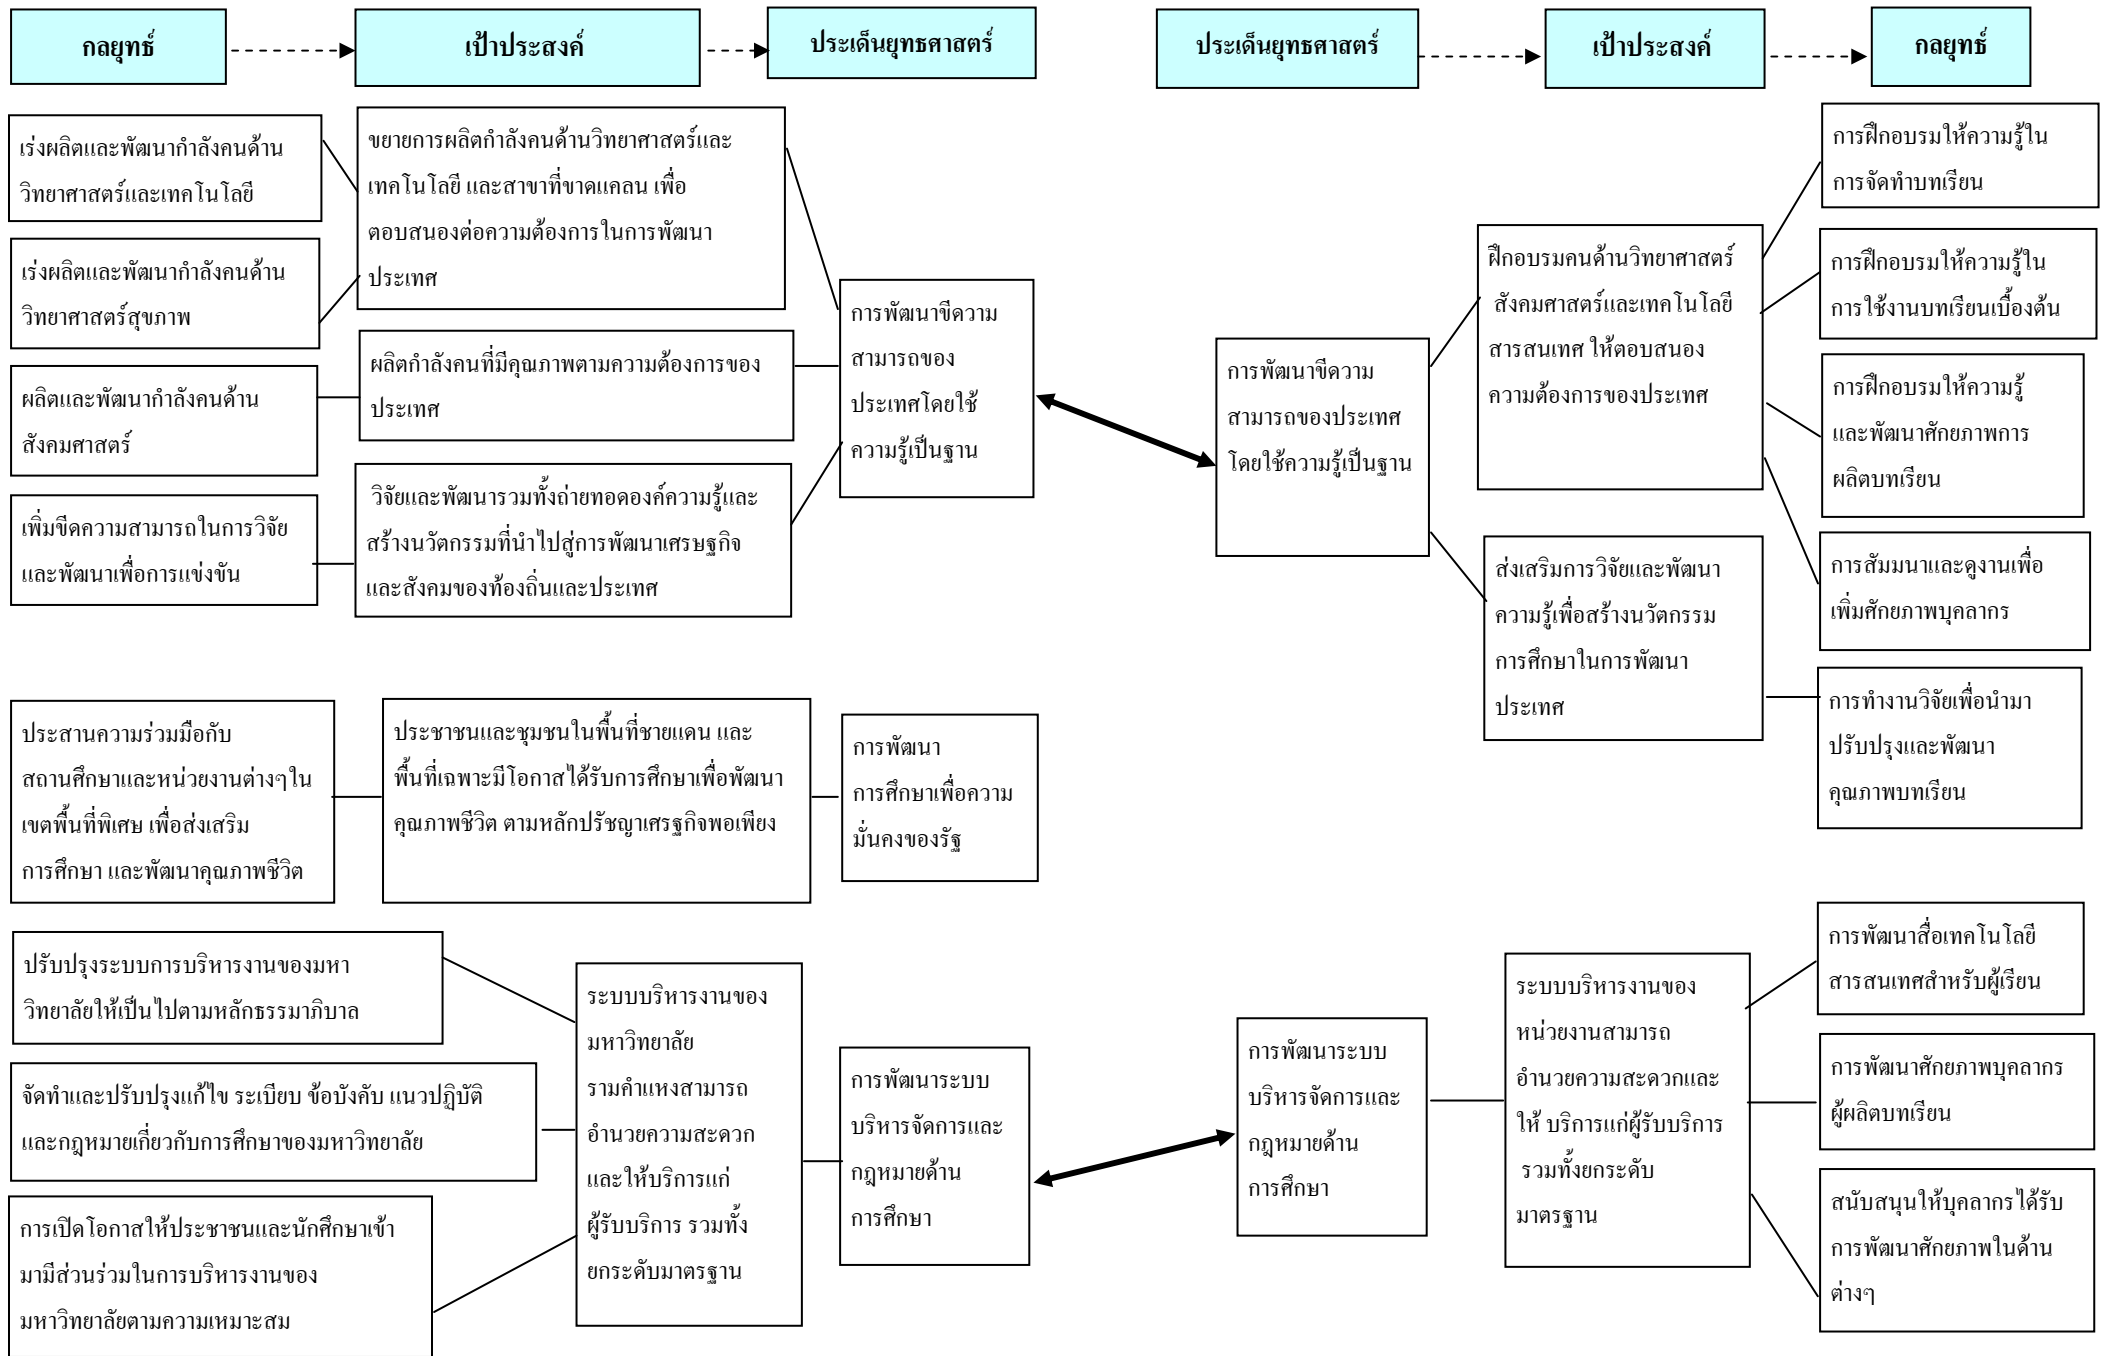 กลยุทธ์
เป้าประสงค์
ประเด็นยุทธศาสตร์
ประเด็นยุทธศาสตร์
เป้าประสงค์
กลยุทธ์
เร่งผลิตและพัฒนากำลังคนด้าน
วิทยาศาสตร์และเทคโนโลยี
เร่งผลิตและพัฒนากำลังคนด้าน
วิทยาศาสตร์สุขภาพ
ผลิตและพัฒนากำลังคนด้าน
สังคมศาสตร์
เพิ่มขีดความสามารถในการวิจัย
และพัฒนาเพื่อการแข่งขัน
ขยายการผลิตกำลังคนด้านวิทยาศาสตร์และ
เทคโนโลยี และสาขาที่ขาดแคลน เพื่อ
ตอบสนองต่อความต้องการในการพัฒนา
ประเทศ
ผลิตกำลังคนที่มีคุณภาพตามความต้องการของ
ประเทศ
วิจัยและพัฒนารวมทั้งถ่ายทอดองค์ความรู้และ
สร้างนวัตกรรมที่นำไปสู่การพัฒนาเศรษฐกิจ
และสังคมของท้องถิ่นและประเทศ
การพัฒนาขีความ
สามารถของ
ประเทศโดยใช้
ความรู้เป็นฐาน
การพัฒนาขีความ
สามารถของประเทศ
โดยใช้ความรู้เป็นฐาน
ฝึกอบรมคนด้านวิทยาศาสตร์
สังคมศาสตร์และเทคโนโลยี
สารสนเทศ ให้ตอบสนอง
ความต้องการของประเทศ
ส่งเสริมการวิจัยและพัฒนา
ความรู้เพื่อสร้างนวัตกรรม
การศึกษาในการพัฒนา
ประเทศ
การฝึกอบรมให้ความรู้ใน
การจัดทำบทเรียน
การฝึกอบรมให้ความรู้ใน
การใช้งานบทเรียนเบื้องต้น
การฝึกอบรมให้ความรู้
และพัฒนาศักยภาพการ
ผลิตบทเรียน
การสัมมนาและดูงานเพื่อ
เพิ่มศักยภาพบุคลากร
การทำงานวิจัยเพื่อนำมา
ปรับปรุงและพัฒนา
คุณภาพบทเรียน
ประสานความร่วมมือกับ
สถานศึกษาและหน่วยงานต่างๆใน
เขตพื้นที่พิเศษ เพื่อส่งเสริม
การศึกษา และพัฒนาคุณภาพชีวิต
ประชาชนและชุมชนในพื้นที่ชายแดน และ
พื้นที่เฉพาะมีโอกาสได้รับการศึกษาเพื่อพัฒนา
คุณภาพชีวิต ตามหลักปรัชญาเศรฐกิจพอเพียง
การพัฒนา
การศึกษาเพื่อความ
มั่นคงของรัฐ
ปรับปรุงระบบการบริหารงานของมหา
วิทยาลัยให้เป็นไปตามหลักธรรมาภิบาล
จัดทำและปรับปรุงแก้ไข ระเบียบ ข้อบังคับ แนวปฏิบัติ
และกฎหมายเกี่ยวกับการศึกษาของมหาวิทยาลัย
การเปิดโอกาสให้ประชาชนและนักศึกษาเข้า
มามีส่วนร่วมในการบริหารงานของ
มหาวิทยาลัยตามความเหมาะสม
ระบบบริหารงานของ
มหาวิทยาลัย
รามคำแหงสามารถ
อำนวยความสะดวก
และให้บริการแก่
ผู้รับบริการ รวมทั้ง
ยกระดับมาตรฐาน
การพัฒนาระบบ
บริหารจัดการและ
กฎหมายด้าน
การศึกษา
การพัฒนาระบบ
บริหารจัดการและ
กฎหมายด้าน
การศึกษา
ระบบบริหารงานของ
หน่วยงานสามารถ
อำนวยความสะดวกและ
ให้ บริการแก่ผู้รับบริการ
รวมทั้งยกระดับ
มาตรฐาน
การพัฒนาสื่อเทคโนโลยี
สารสนเทศสำหรับผู้เรียน
การพัฒนาศักยภาพบุคลากร
ผู้ผลิตบทเรียน
สนับสนุนให้บุคลากรได้รับ
การพัฒนาศักยภาพในด้าน
ต่างๆ